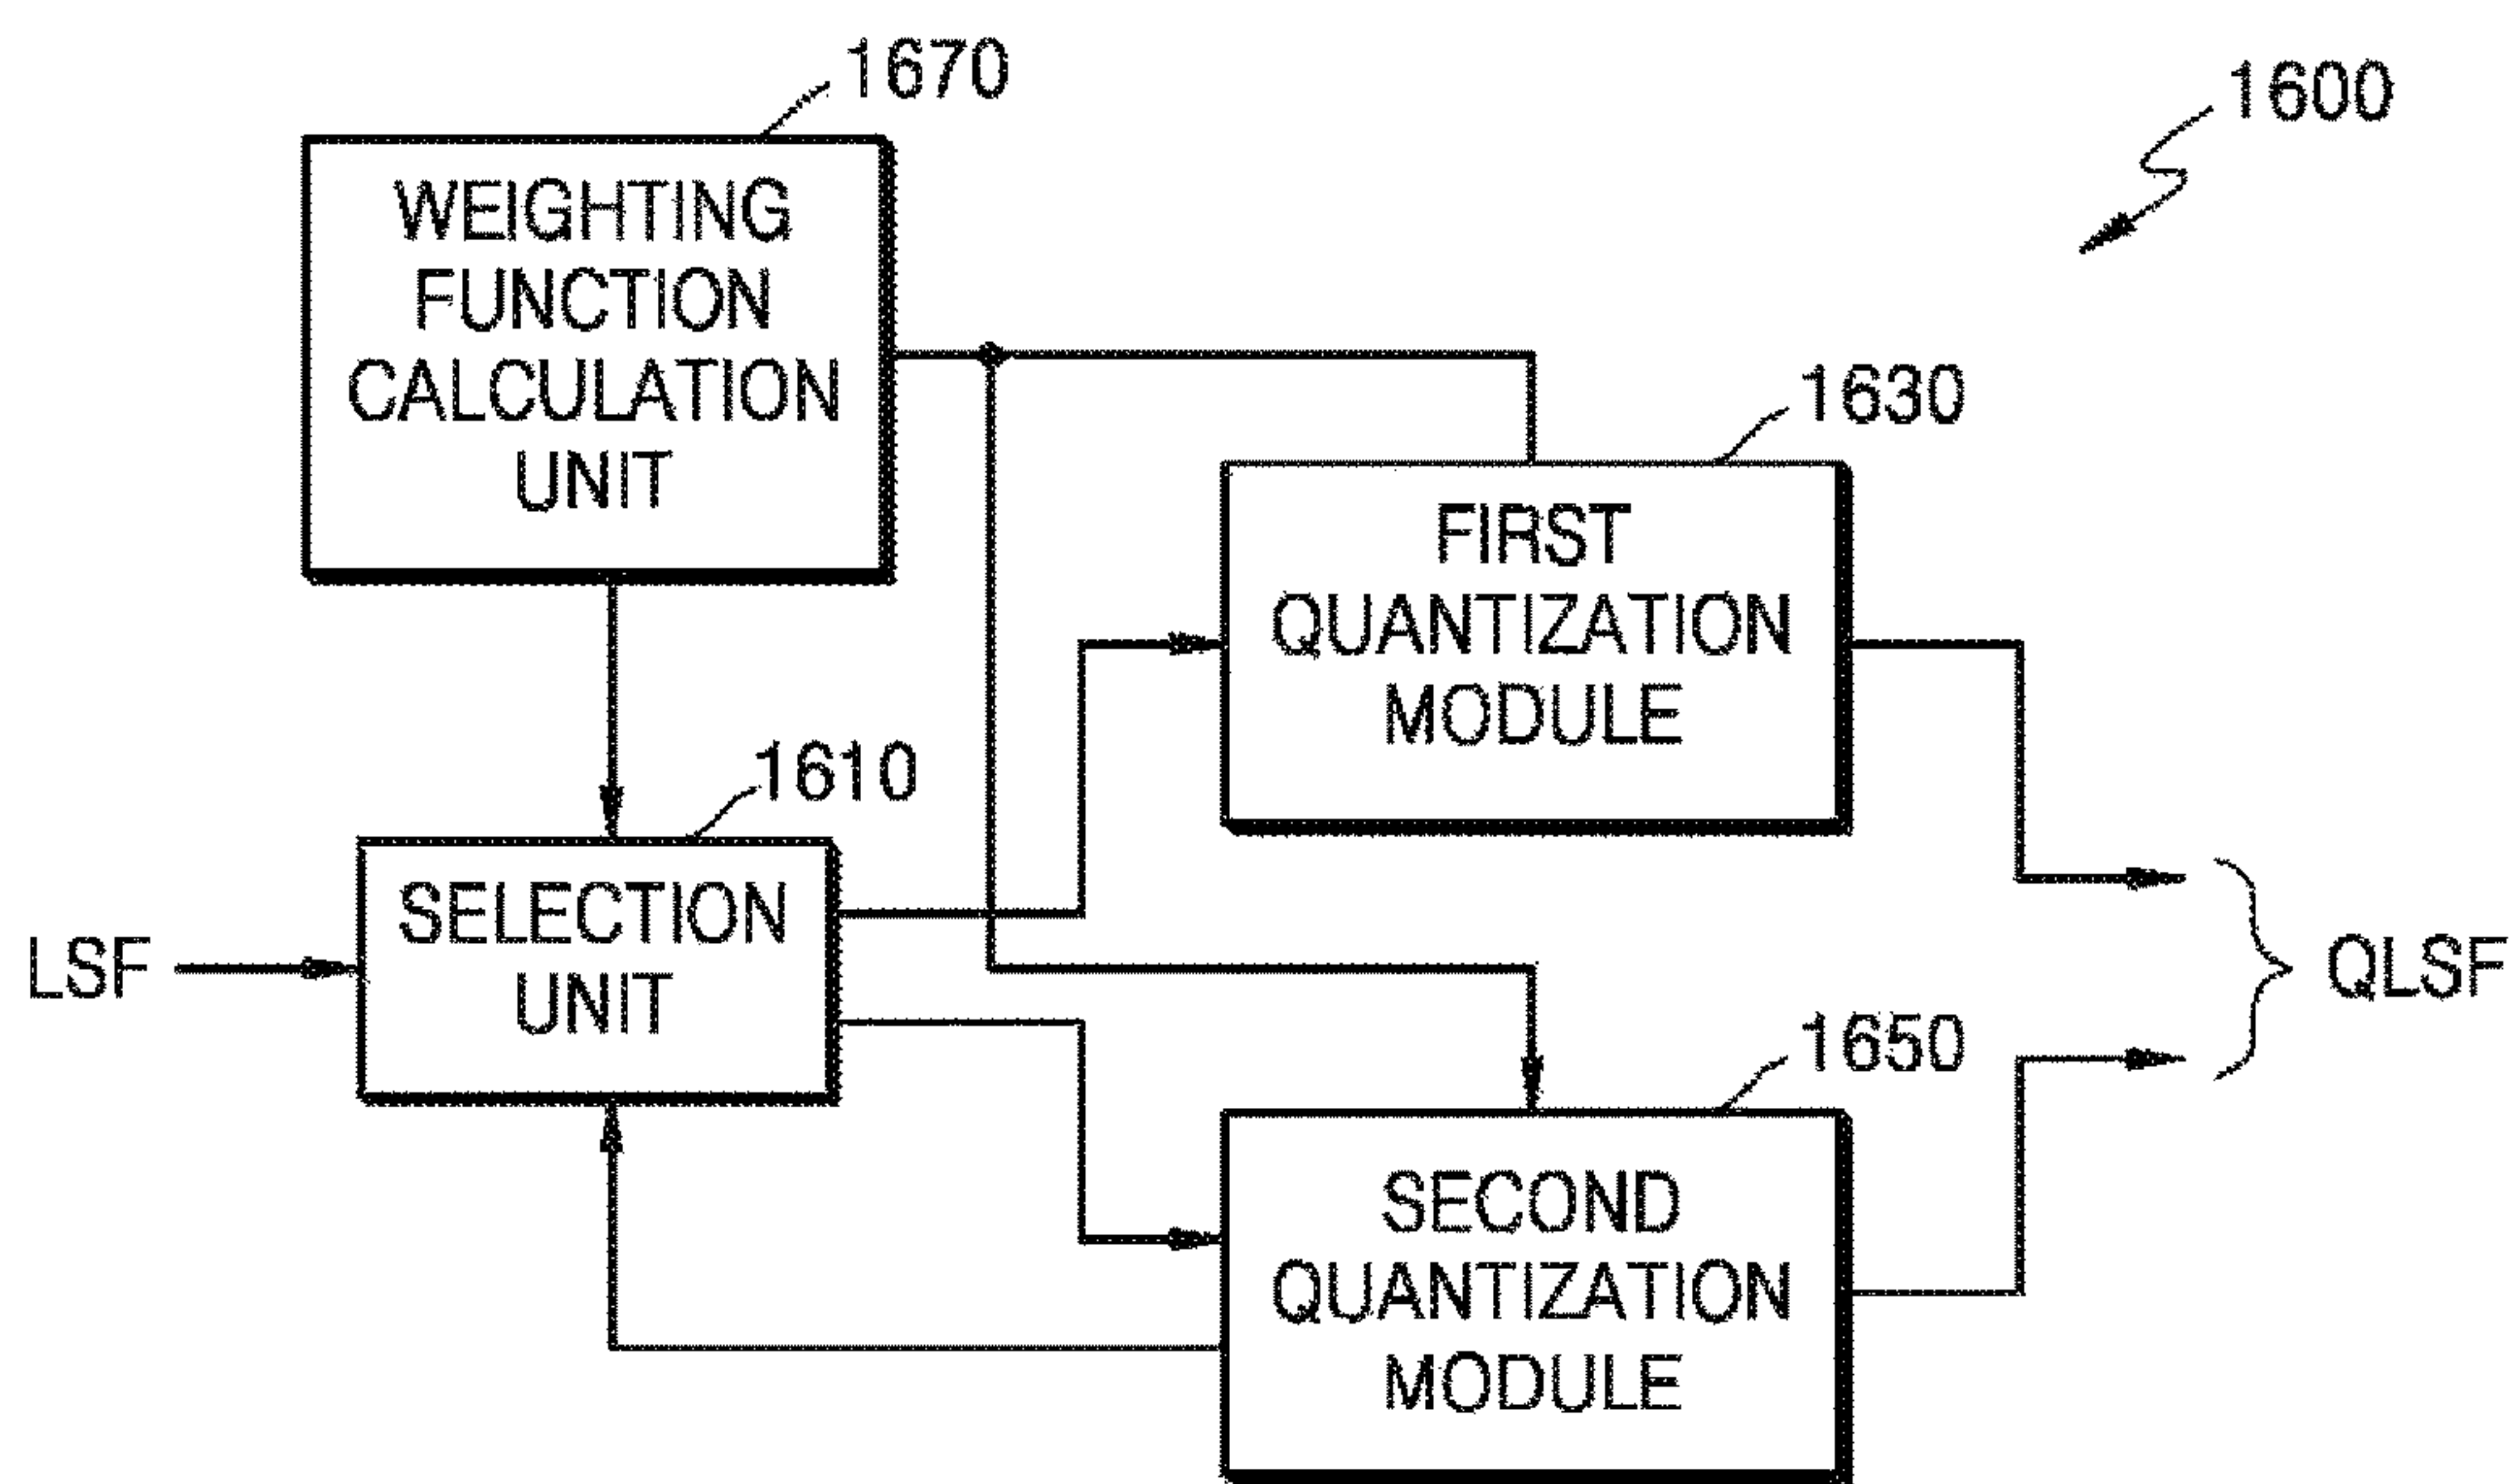 1670
1600
WEIGHTING
FUNCTION
CALCULATION
UNIT
1630
FIRST
QUANTIZATION
MODULE
1610
SELECTION
UNIT
LSF
QLSF
1650
SECOND
QUANTIZATION
MODULE